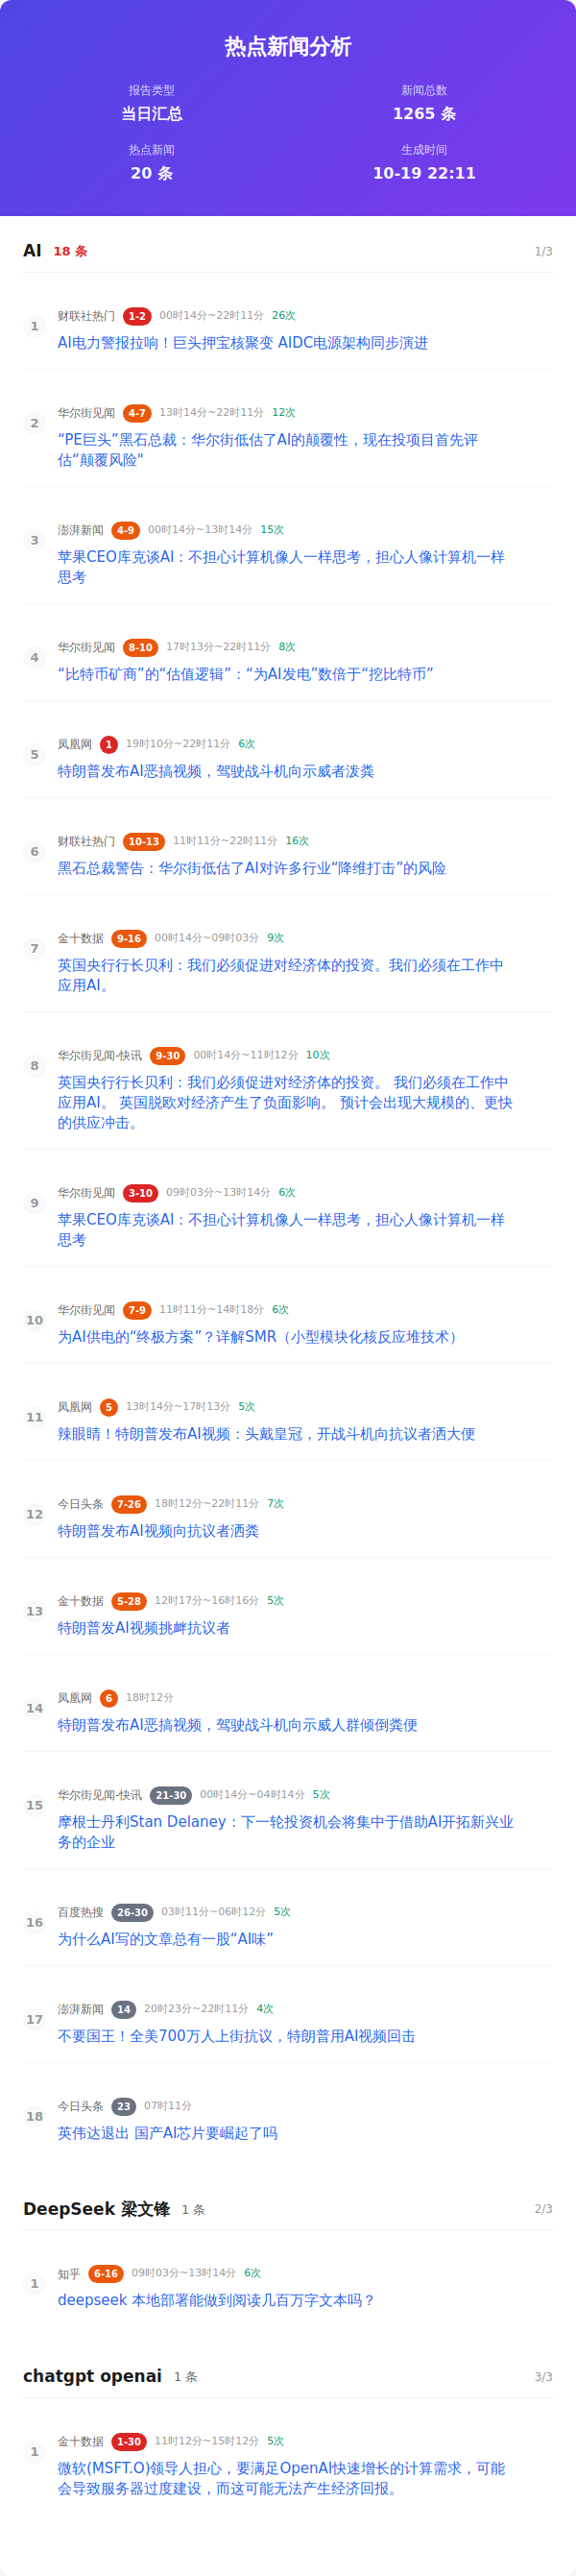 热点新闻分析
报告类型
新闻总数
当日汇总
1265 条
热点新闻
生成时间
20 条
10-19 22:11
AI 18 条 1/3
1 财联社热门 1-2 00时14分~22时11分 26次
AI电力警报拉响！巨头押宝核聚变 AIDC电源架构同步演进
2 华尔街见闻 4-7 13时14分~22时11分 12次
“PE巨头”黑石总裁：华尔街低估了AI的颠覆性，现在投项目首先评
估“颠覆风险"
3 澎湃新闻 4-9 00时14分~13时14分 15次
苹果CEO库克谈AI：不担心计算机像人一样思考，担心人像计算机一样
思考
4 华尔街见闻 8-10 17时13分~22时11分 8次
“比特币矿商”的“估值逻辑”：“为AI发电”数倍于“挖比特币”
5 凤凰网 1 19时10分~22时11分 6次
特朗普发布AI恶搞视频，驾驶战斗机向示威者泼粪
6 财联社热门 10-13 11时11分~22时11分 16次
黑石总裁警告：华尔街低估了AI对许多行业“降维打击”的风险
7 金十数据 9-16 00时14分~09时03分 9次
英国央行行长贝利：我们必须促进对经济体的投资。我们必须在工作中
应用AI。
8 华尔街见闻-快讯 9-30 00时14分~11时12分 10次
英国央行行长贝利：我们必须促进对经济体的投资。 我们必须在工作中
应用AI。 英国脱欧对经济产生了负面影响。 预计会出现大规模的、更快
的供应冲击。
9 华尔街见闻 3-10 09时03分~13时14分 6次
苹果CEO库克谈AI：不担心计算机像人一样思考，担心人像计算机一样
思考
10 华尔街见闻 7-9 11时11分~14时18分 6次
为AI供电的“终极方案”？详解SMR（小型模块化核反应堆技术）
11 凤凰网 5 13时14分~17时13分 5次
辣眼睛！特朗普发布AI视频：头戴皇冠，开战斗机向抗议者洒大便
12 今日头条 7-26 18时12分~22时11分 7次
特朗普发布AI视频向抗议者洒粪
13 金十数据 5-28 12时17分~16时16分 5次
特朗普发AI视频挑衅抗议者
14 凤凰网 6 18时12分
特朗普发布AI恶搞视频，驾驶战斗机向示威人群倾倒粪便
15 华尔街见闻-快讯 21-30 00时14分~04时14分 5次
摩根士丹利Stan Delaney：下一轮投资机会将集中于借助AI开拓新兴业
务的企业
16 百度热搜 26-30 03时11分~06时12分 5次
为什么AI写的文章总有一股“AI味”
17 澎湃新闻 14 20时23分~22时11分 4次
不要国王！全美700万人上街抗议，特朗普用AI视频回击
18 今日头条 23 07时11分
英伟达退出 国产AI芯片要崛起了吗
DeepSeek 梁文锋 1 条 2/3
1 知乎 6-16 09时03分~13时14分 6次
deepseek 本地部署能做到阅读几百万字文本吗？
chatgpt openai 1 条 3/3
1 金十数据 1-30 11时12分~15时12分 5次
微软(MSFT.O)领导人担心，要满足OpenAI快速增长的计算需求，可能
会导致服务器过度建设，而这可能无法产生经济回报。